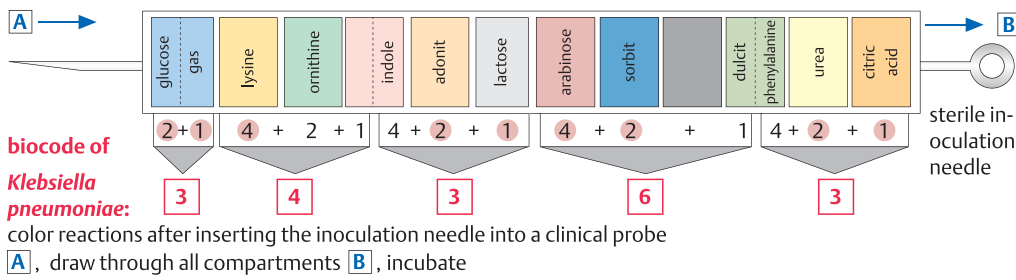 A B
glucose gas lysine ornithine indole adonit lactose arabinose sorbit dulcit phenylalanine urea citric acid
2 + 1 4 + 2 + 1 4 + 2 + 1 4 + 2 + 1 4 + 2 + 1
sterile in-
oculation
needle
biocode of
Klebsiella
pneumoniae:
3 4 3 6 3
color reactions after inserting the inoculation needle into a clinical probe
A , draw through all compartments B , incubate